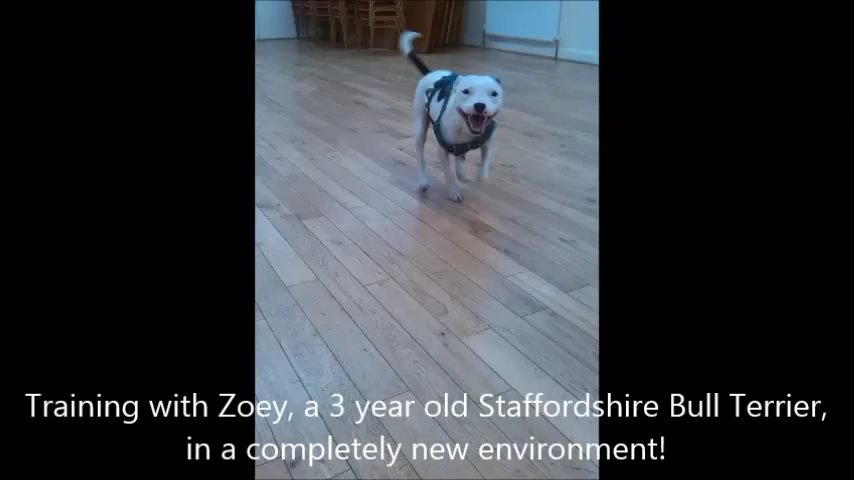 Training with Zoey, a 3 year old Staffordshire Bull Terrier,
in a completely new environment!